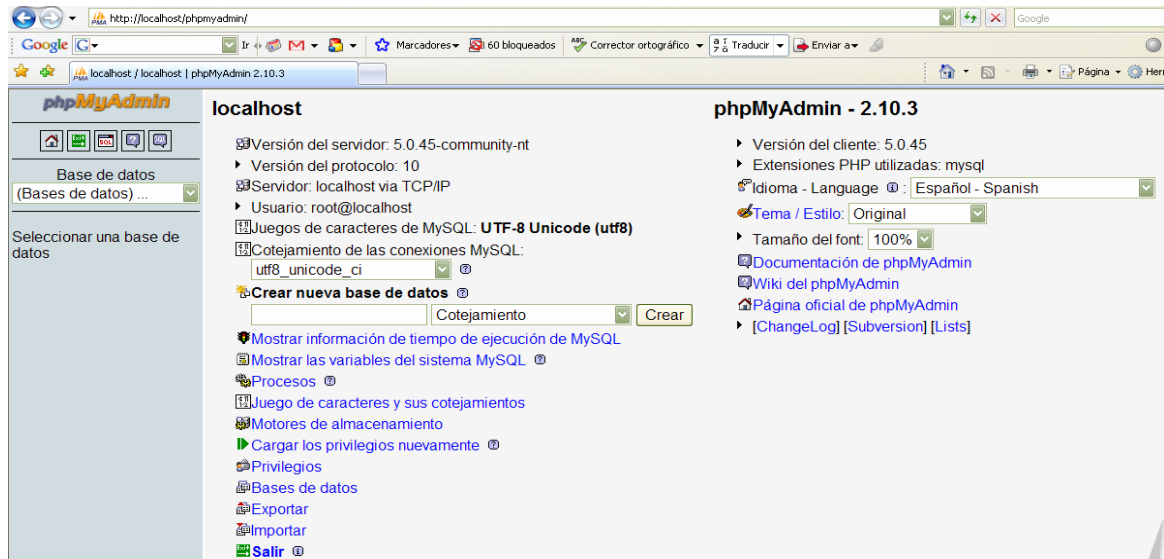 http://localhost/phpmyadmin/
Google
Google G
Ir
Marcadores
60 bloqueados
Corrector ortográfico
Traducir
Enviar a
localhost / localhost | phpMyAdmin 2.10.3
Página
Herr
phpMyAdmin
Base de datos
(Bases de datos) ...
Seleccionar una base de
datos
localhost
Versión del servidor: 5.0.45-community-nt
Versión del protocolo: 10
Servidor: localhost via TCP/IP
Usuario: root@localhost
Juegos de caracteres de MySQL: UTF-8 Unicode (utf8)
Cotejamiento de las conexiones MySQL:
utf8_unicode_ci
Crear nueva base de datos
Cotejamiento
Crear
Mostrar información de tiempo de ejecución de MySQL
Mostrar las variables del sistema MySQL
Procesos
Juego de caracteres y sus cotejamientos
Motores de almacenamiento
Cargar los privilegios nuevamente
Privilegios
Bases de datos
Exportar
Importar
Salir
phpMyAdmin - 2.10.3
Versión del cliente: 5.0.45
Extensiones PHP utilizadas: mysql
Idioma - Language : Español - Spanish
Tema / Estilo: Original
Tamaño del font: 100%
Documentación de phpMyAdmin
Wiki del phpMyAdmin
Página oficial de phpMyAdmin
[ChangeLog] [Subversion] [Lists]